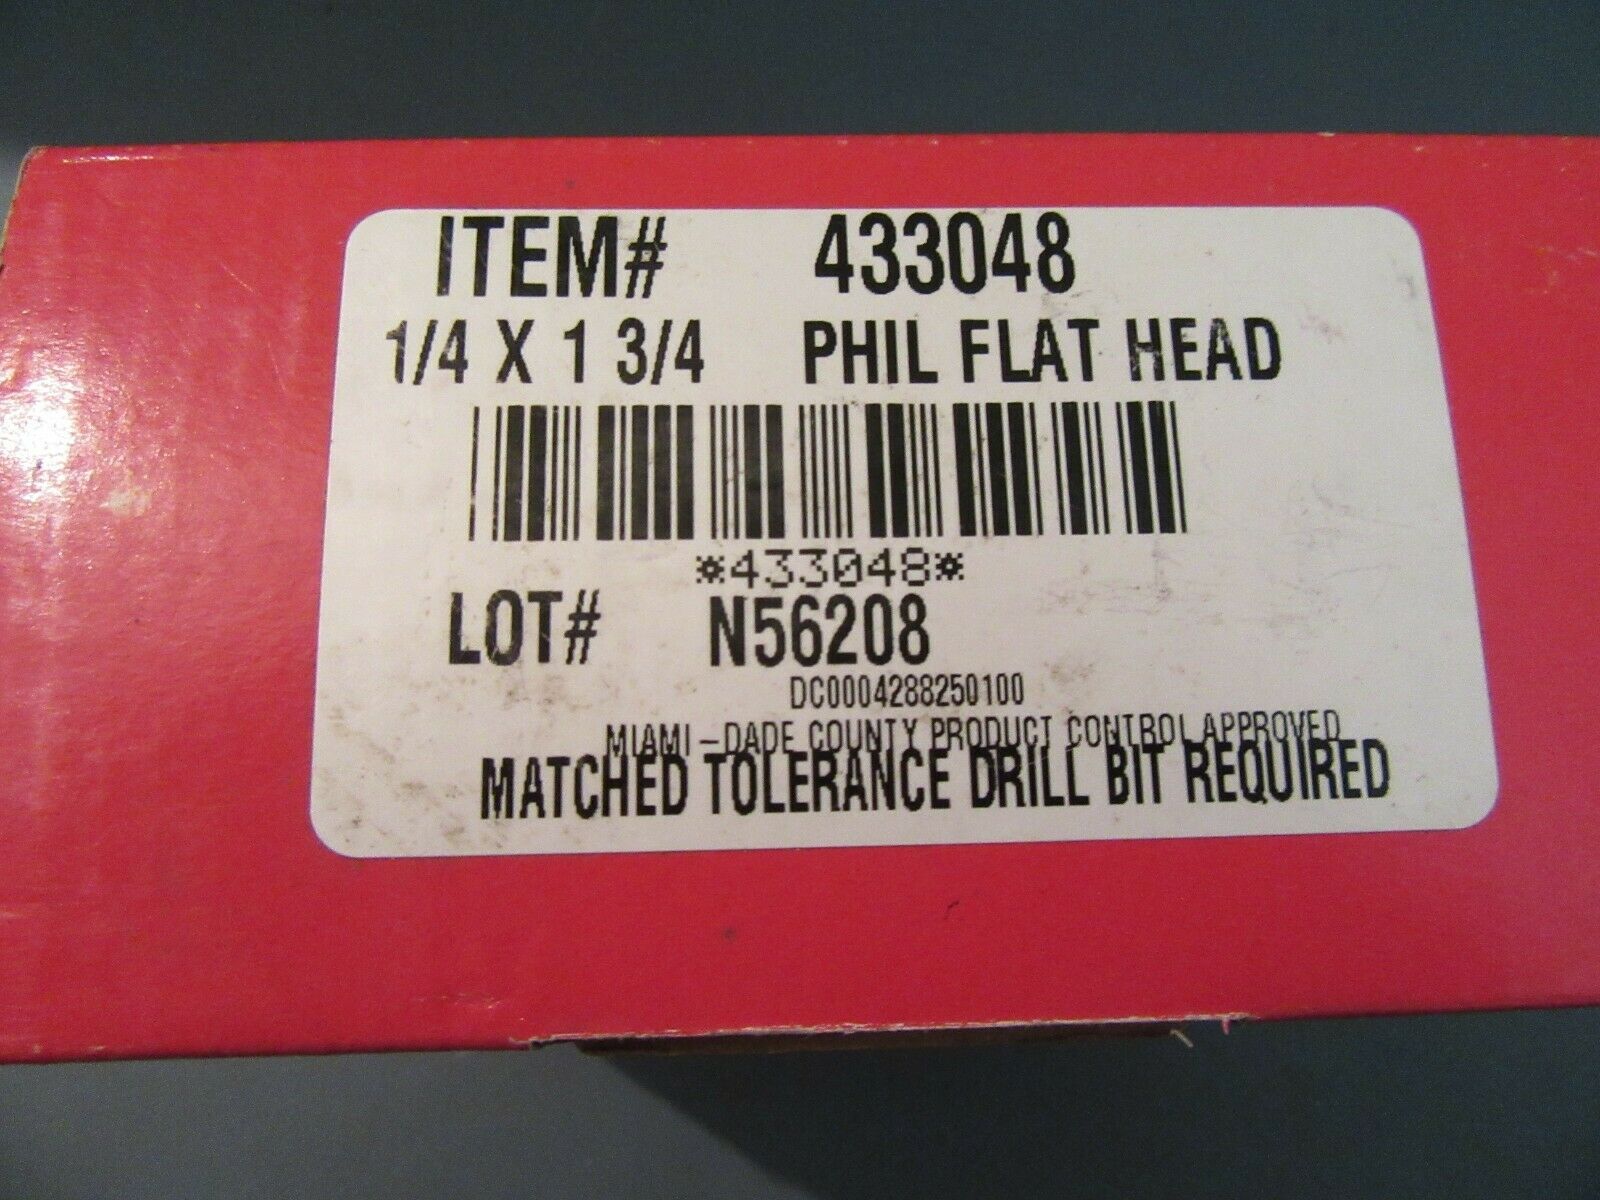 ITEM# 433048
1/4 X 1 3/4 PHIL FLAT HEAD
*433048*
LOT# N56208
DC0004288250100
MIAMI-DADE COUNTY PRODUCT CONTROL APPROVED
MATCHED TOLERANCE DRILL BIT REQUIRED